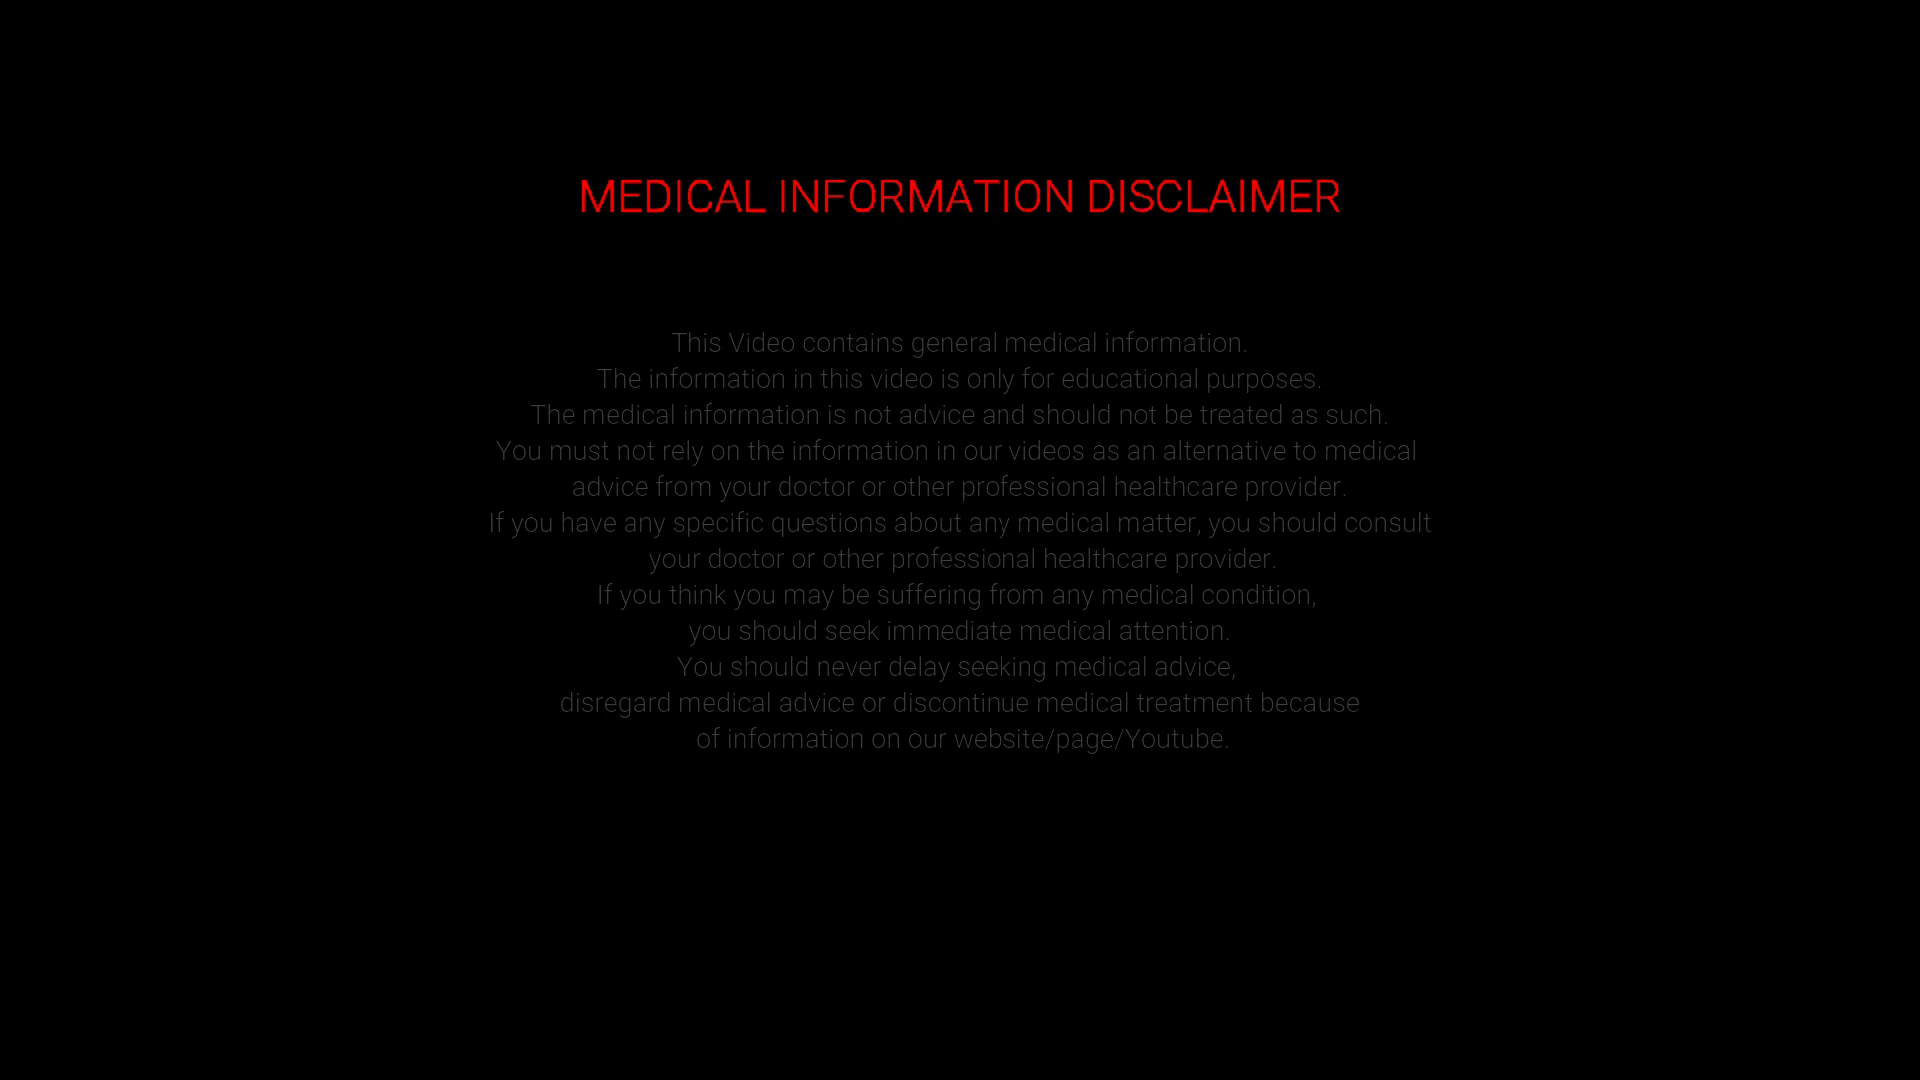 MEDICAL INFORMATION DISCLAIMER
This Video contains general medical information.
The information in this video is only for educational purposes.
The medical information is not advice and should not be treated as such.
You must not rely on the information in our videos as an alternative to medical
advice from your doctor or other professional healthcare provider.
If you have any specific questions about any medical matter, you should consult
your doctor or other professional healthcare provider.
If you think you may be suffering from any medical condition,
you should seek immediate medical attention.
You should never delay seeking medical advice,
disregard medical advice or discontinue medical treatment because
of information on our website/page/Youtube.